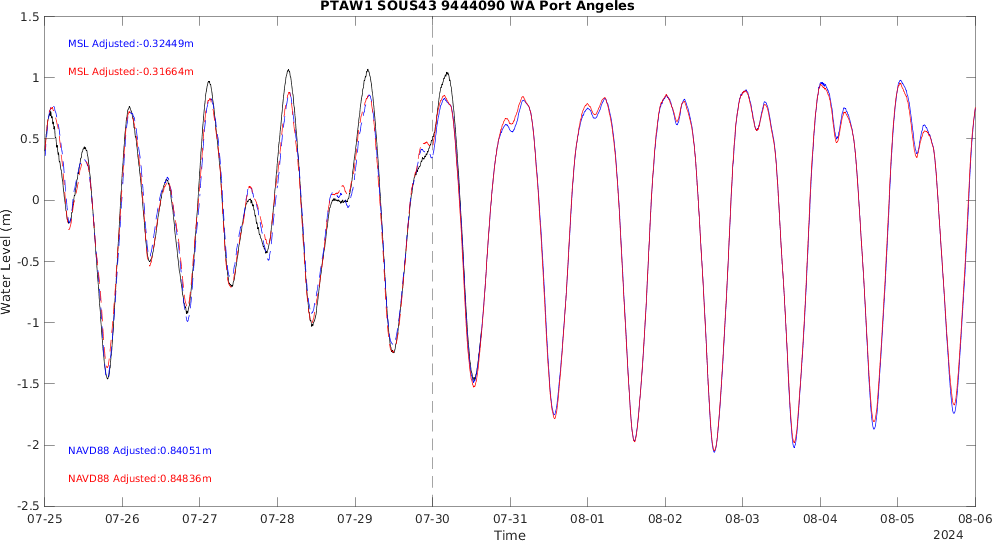 PTAW1 SOUS43 9444090 WA Port Angeles
1.5
MSL Adjusted:-0.32449m
MSL Adjusted:-0.31664m
1
0.5
0
-0.5
-1
-1.5
-2
-2.5
Water Level (m)
NAVD88 Adjusted:0.84051m
NAVD88 Adjusted:0.84836m
07-25 07-26 07-27 07-28 07-29 07-30 07-31 08-01 08-02 08-03 08-04 08-05 08-06
Time
2024